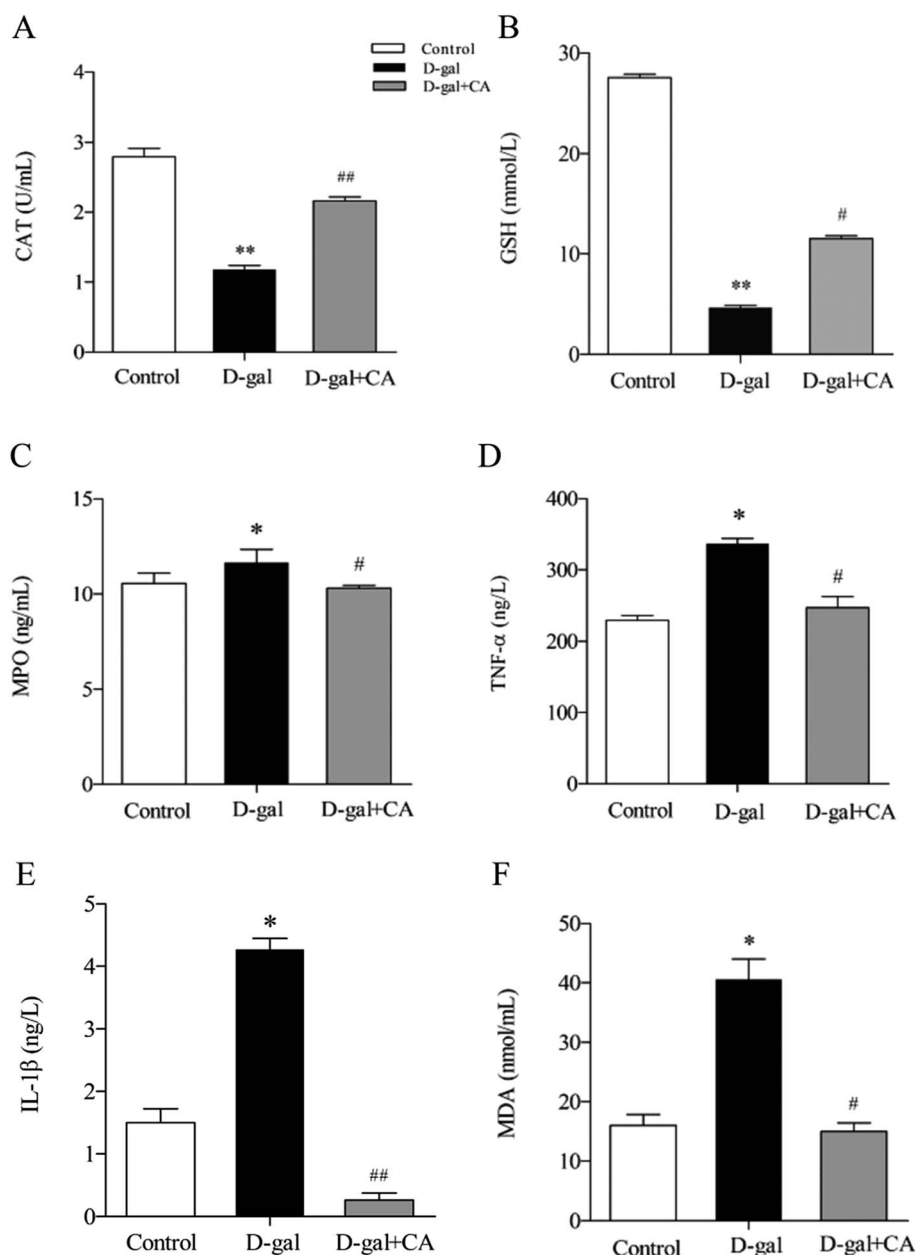 A
Control
D-gal
D-gal+CA
CAT (U/mL)
4
3
2
1
0
##
**
Control D-gal D-gal+CA
B
GSH (mmol/L)
30
20
10
0
#
**
Control D-gal D-gal+CA
C
MPO (ng/mL)
15
10
5
0
*
#
Control D-gal D-gal+CA
D
TNF-α (ng/L)
400
300
200
100
0
*
#
Control D-gal D-gal+CA
E
IL-1β (ng/L)
5
4
3
2
1
0
*
##
Control D-gal D-gal+CA
F
MDA (nmol/mL)
50
40
30
20
10
0
*
#
Control D-gal D-gal+CA